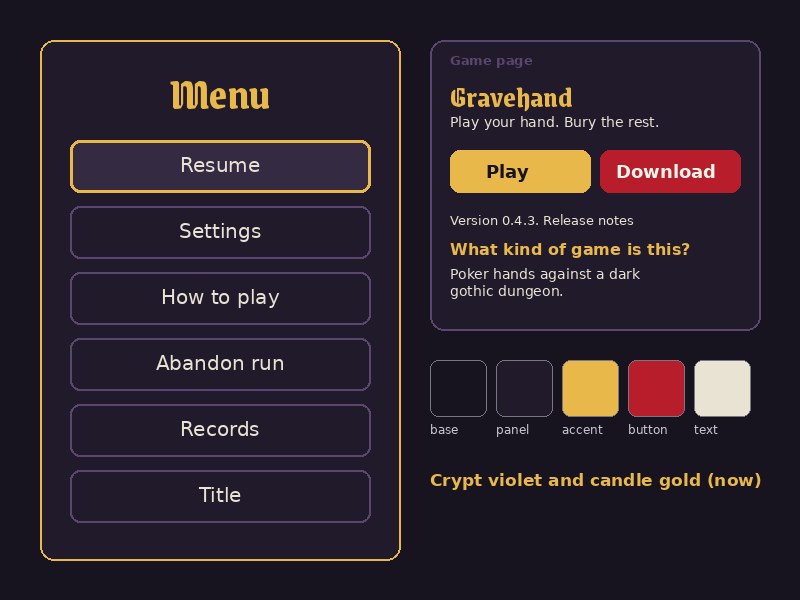 Menu
Resume
Settings
How to play
Abandon run
Records
Title
Game page
Gravehand
Play your hand. Bury the rest.
Play
Download
Version 0.4.3. Release notes
What kind of game is this?
Poker hands against a dark
gothic dungeon.
base
panel
accent
button
text
Crypt violet and candle gold (now)